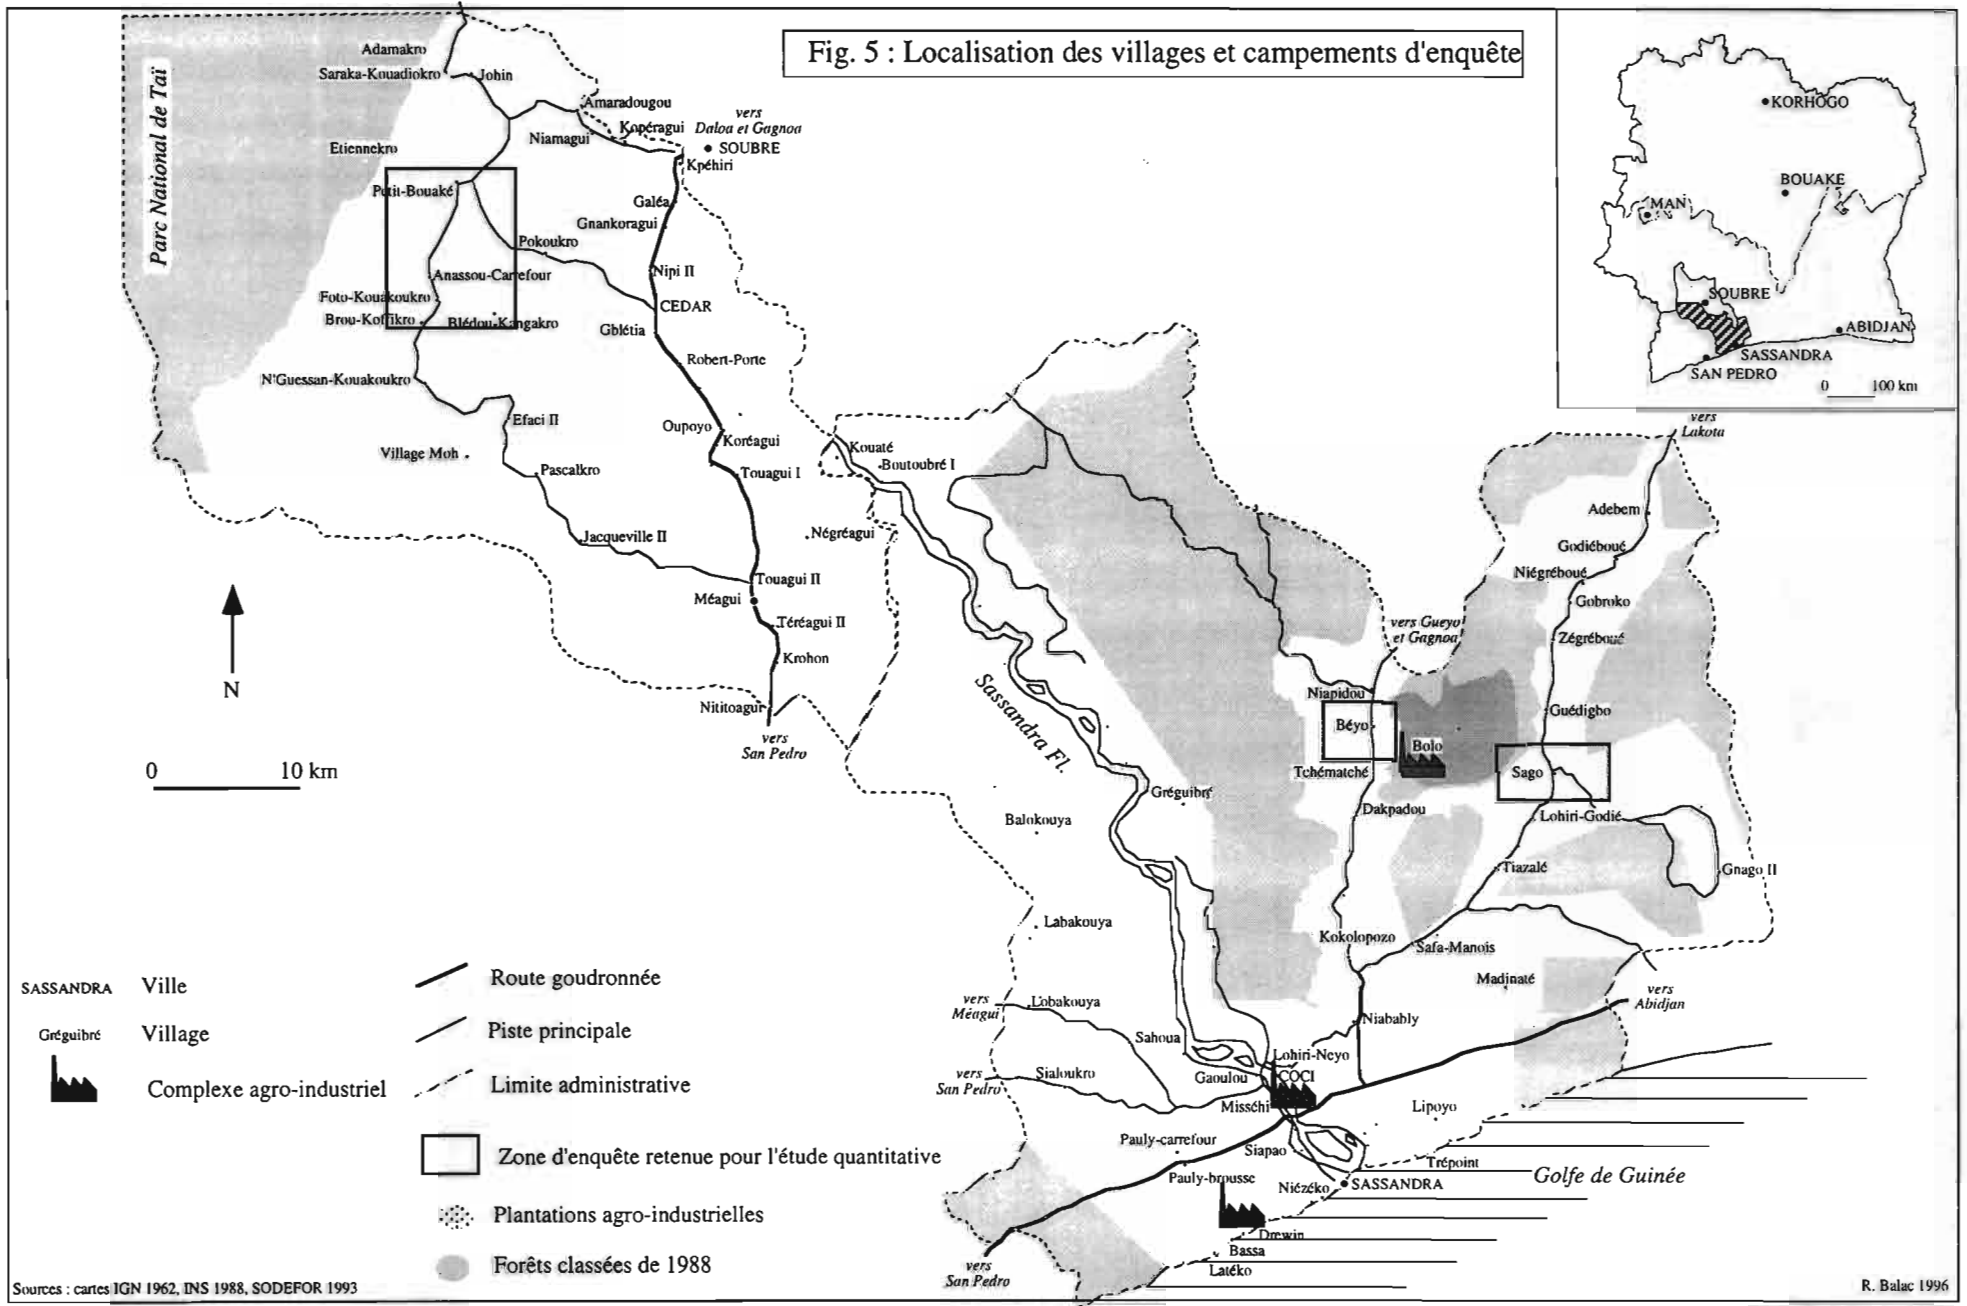 Fig. 5 : Localisation des villages et campements d'enquête
Parc National de Taï
Adamakro
Saraka-Kouadiokro
Johin
Amaradougou
Kopéragui
Niamagui
vers
Daloa et Gagnoa
SOUBRE
Kpéhiri
Etiennekro
Petit-Bouaké
Galéa
Gnankoragui
Pokoukro
Nipi II
Anassou-Carrefour
Foto-Kouakoukro
CEDAR
Brou-Koffikro
Blédou-Kangakro
Gblétia
Robert-Porte
N'Guessan-Kouakoukro
Efaci II
Oupoyo
Koréagui
Village Moh
Pascalkro
Touagui I
Jacqueville II
Négréagui
Touagui II
Méagui
Téréagui II
Krohon
Nititoagui
vers
San Pedro
N
0 10 km
KORHOGO
BOUAKE
MAN
SOUBRE
ABIDJAN
SASSANDRA
SAN PEDRO
0 100 km
vers
Lakota
Kouaté
Boutoubré I
Adebem
Godiéboué
Niégréboué
Gobroko
vers Gueyo
et Gagnoa
Zégréboué
Sassandra Fl.
Niapidou
Guédigbo
Béyo
Bolo
Tchématché
Sago
Gréguibré
Dakpadou
Lohiri-Godié
Balokouya
Tiazalé
Gnago II
Labakouya
Kokolopozo
Safa-Manois
Madinaté
vers
Abidjan
vers
Méagui
Lobakouya
Niabably
Sahoua
Lohiri-Neyo
vers
San Pedro
Sialoukro
Gaoulou
COCI
Misséhi
Lipoyo
Pauly-carrefour
Siapao
Trépoint
Golfe de Guinée
Pauly-brousse
Niézéko
SASSANDRA
Drewin
Bassa
Latéko
vers
San Pedro
SASSANDRA Ville
Gréguibré Village
Complexe agro-industriel
Route goudronnée
Piste principale
Limite administrative
Zone d'enquête retenue pour l'étude quantitative
Plantations agro-industrielles
Forêts classées de 1988
Sources : cartes IGN 1962, INS 1988, SODEFOR 1993
R. Balac 1996